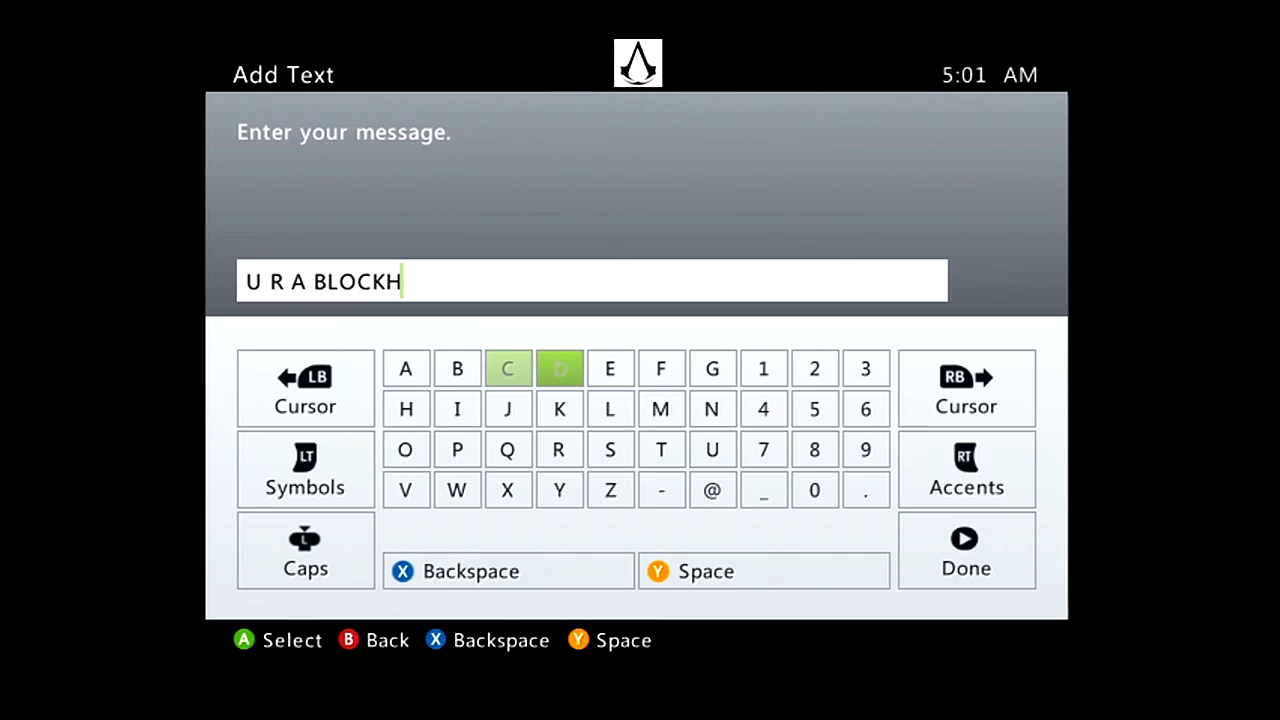 Add Text
5:01 AM
Enter your message.
U R A BLOCKH
LB
Cursor
A B C D E F G 1 2 3
RB
Cursor
H I J K L M N 4 5 6
LT
Symbols
O P Q R S T U 7 8 9
RT
Accents
V W X Y Z - @ _ 0 .
L
Caps
X Backspace
Y Space
Done
A Select B Back X Backspace Y Space